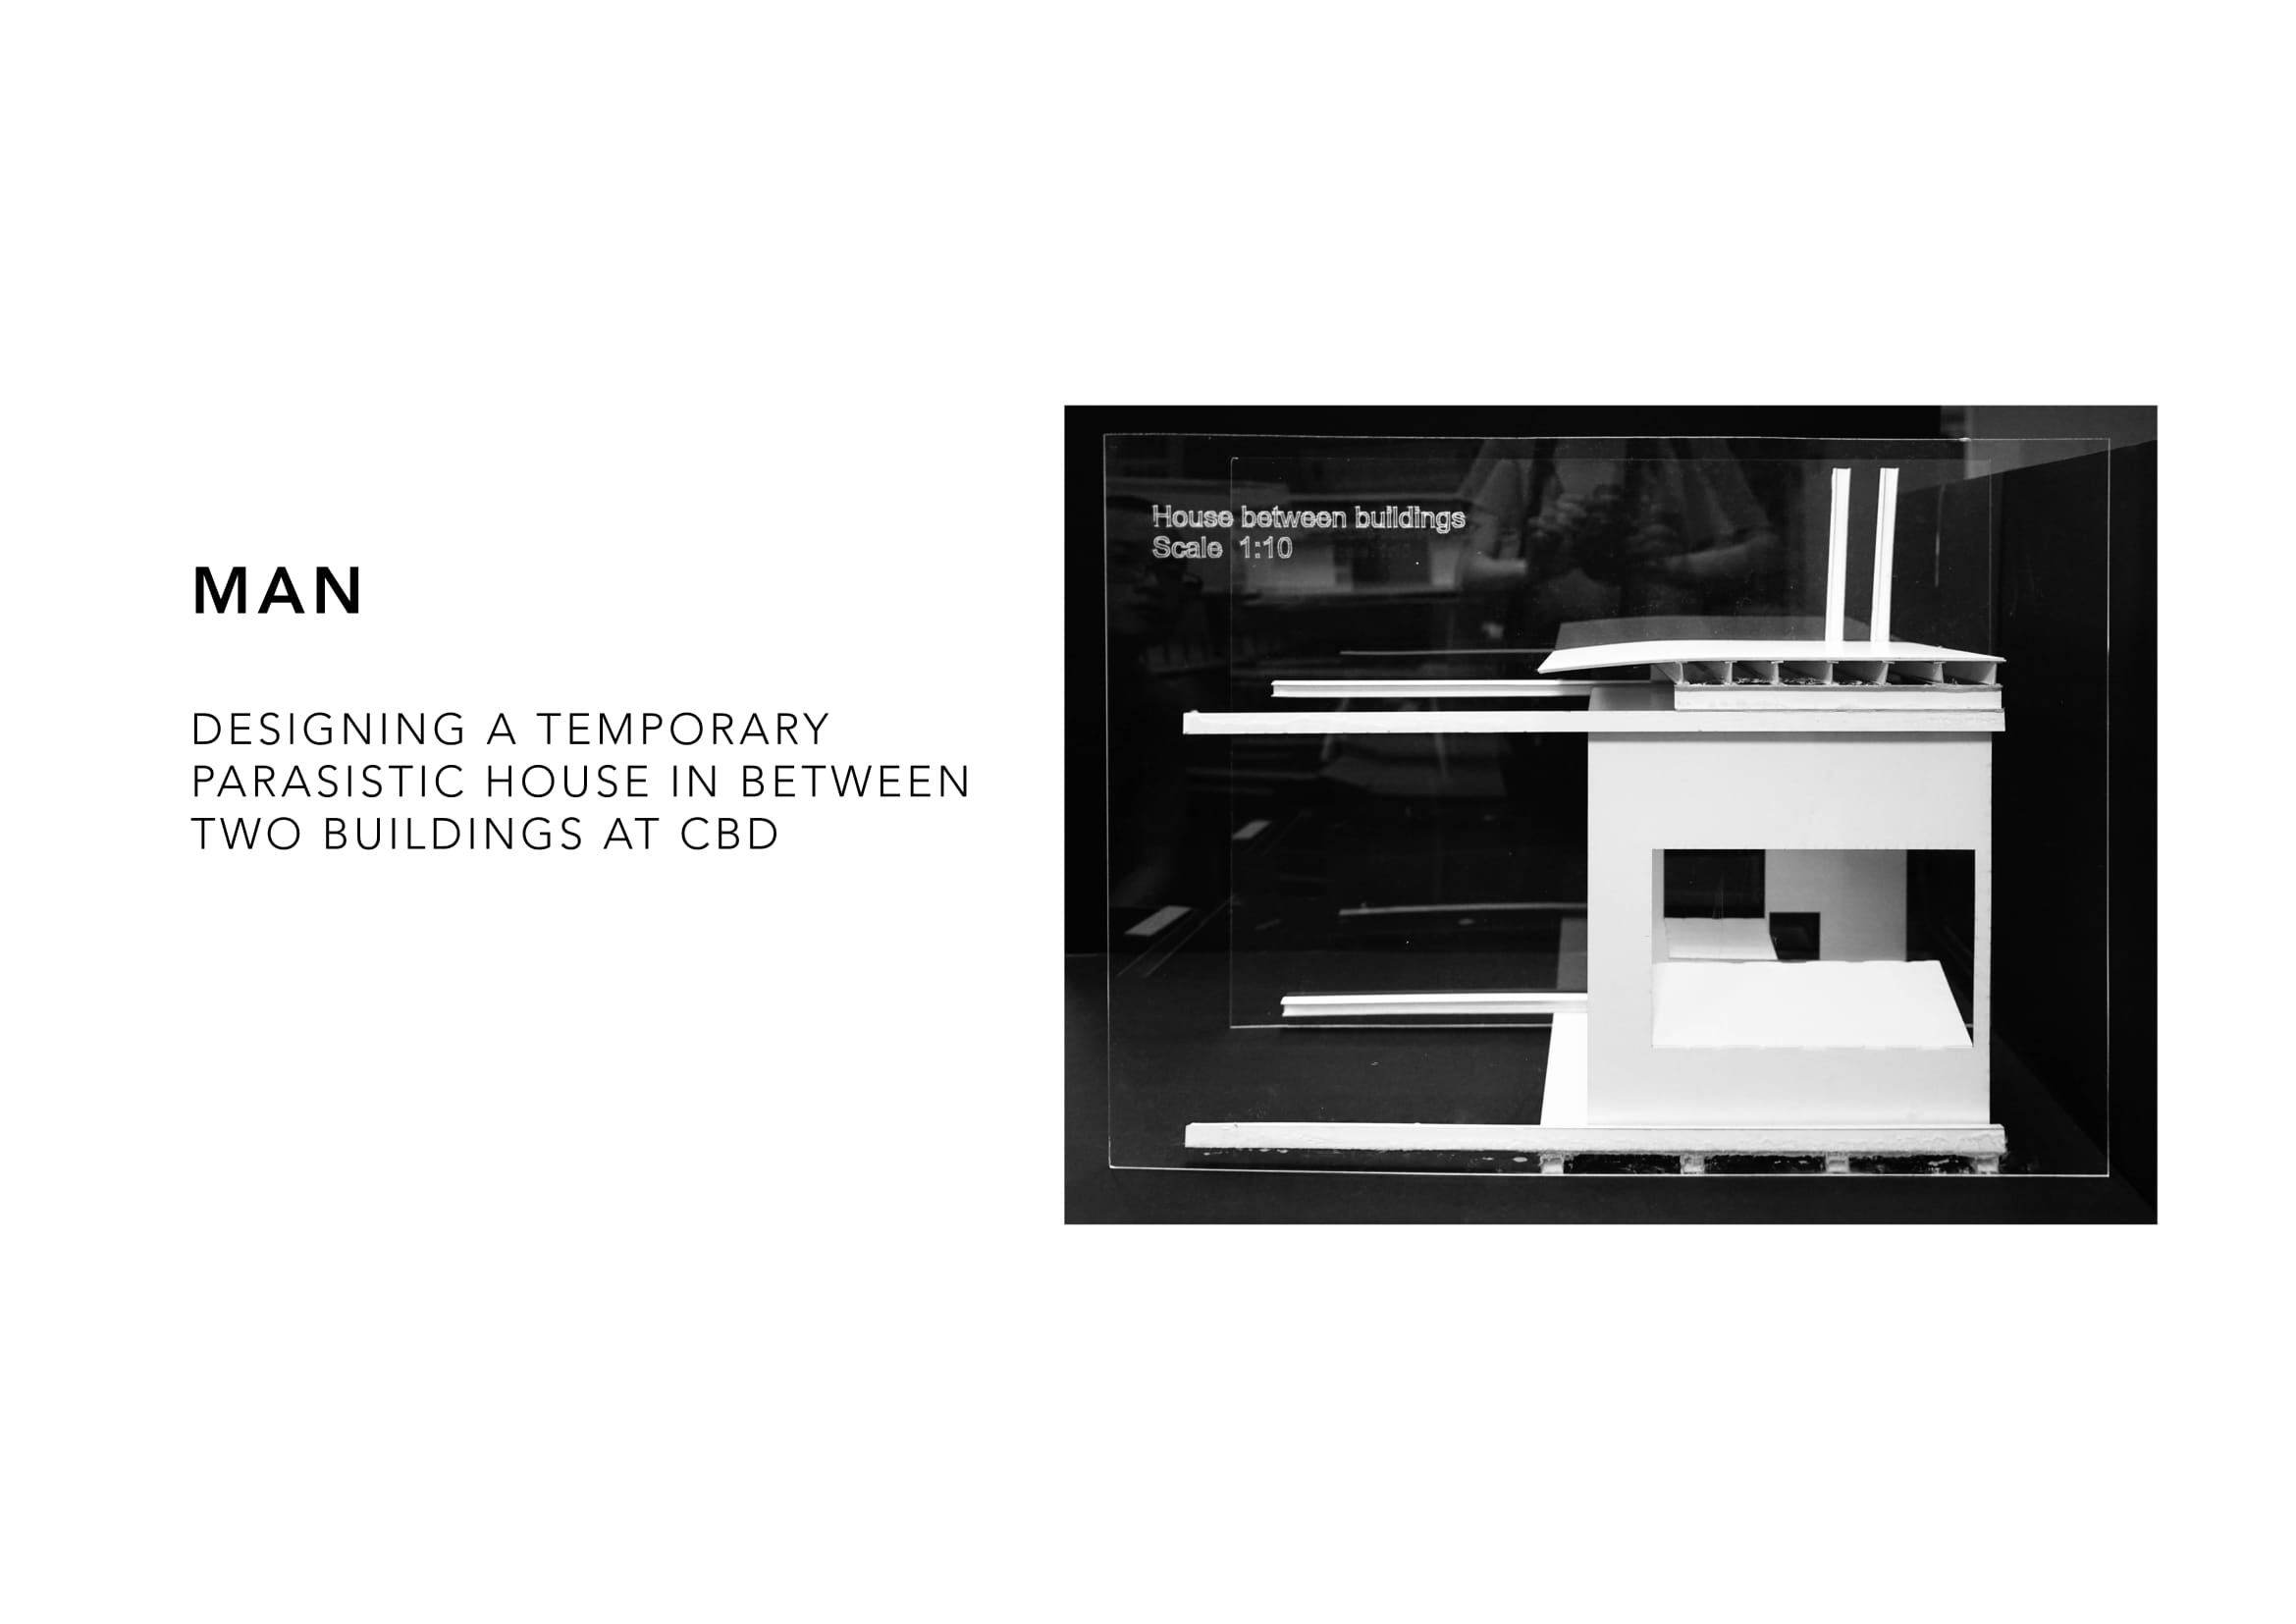 MAN
DESIGNING A TEMPORARY
PARASISTIC HOUSE IN BETWEEN
TWO BUILDINGS AT CBD
House between buildings
Scale 1:10